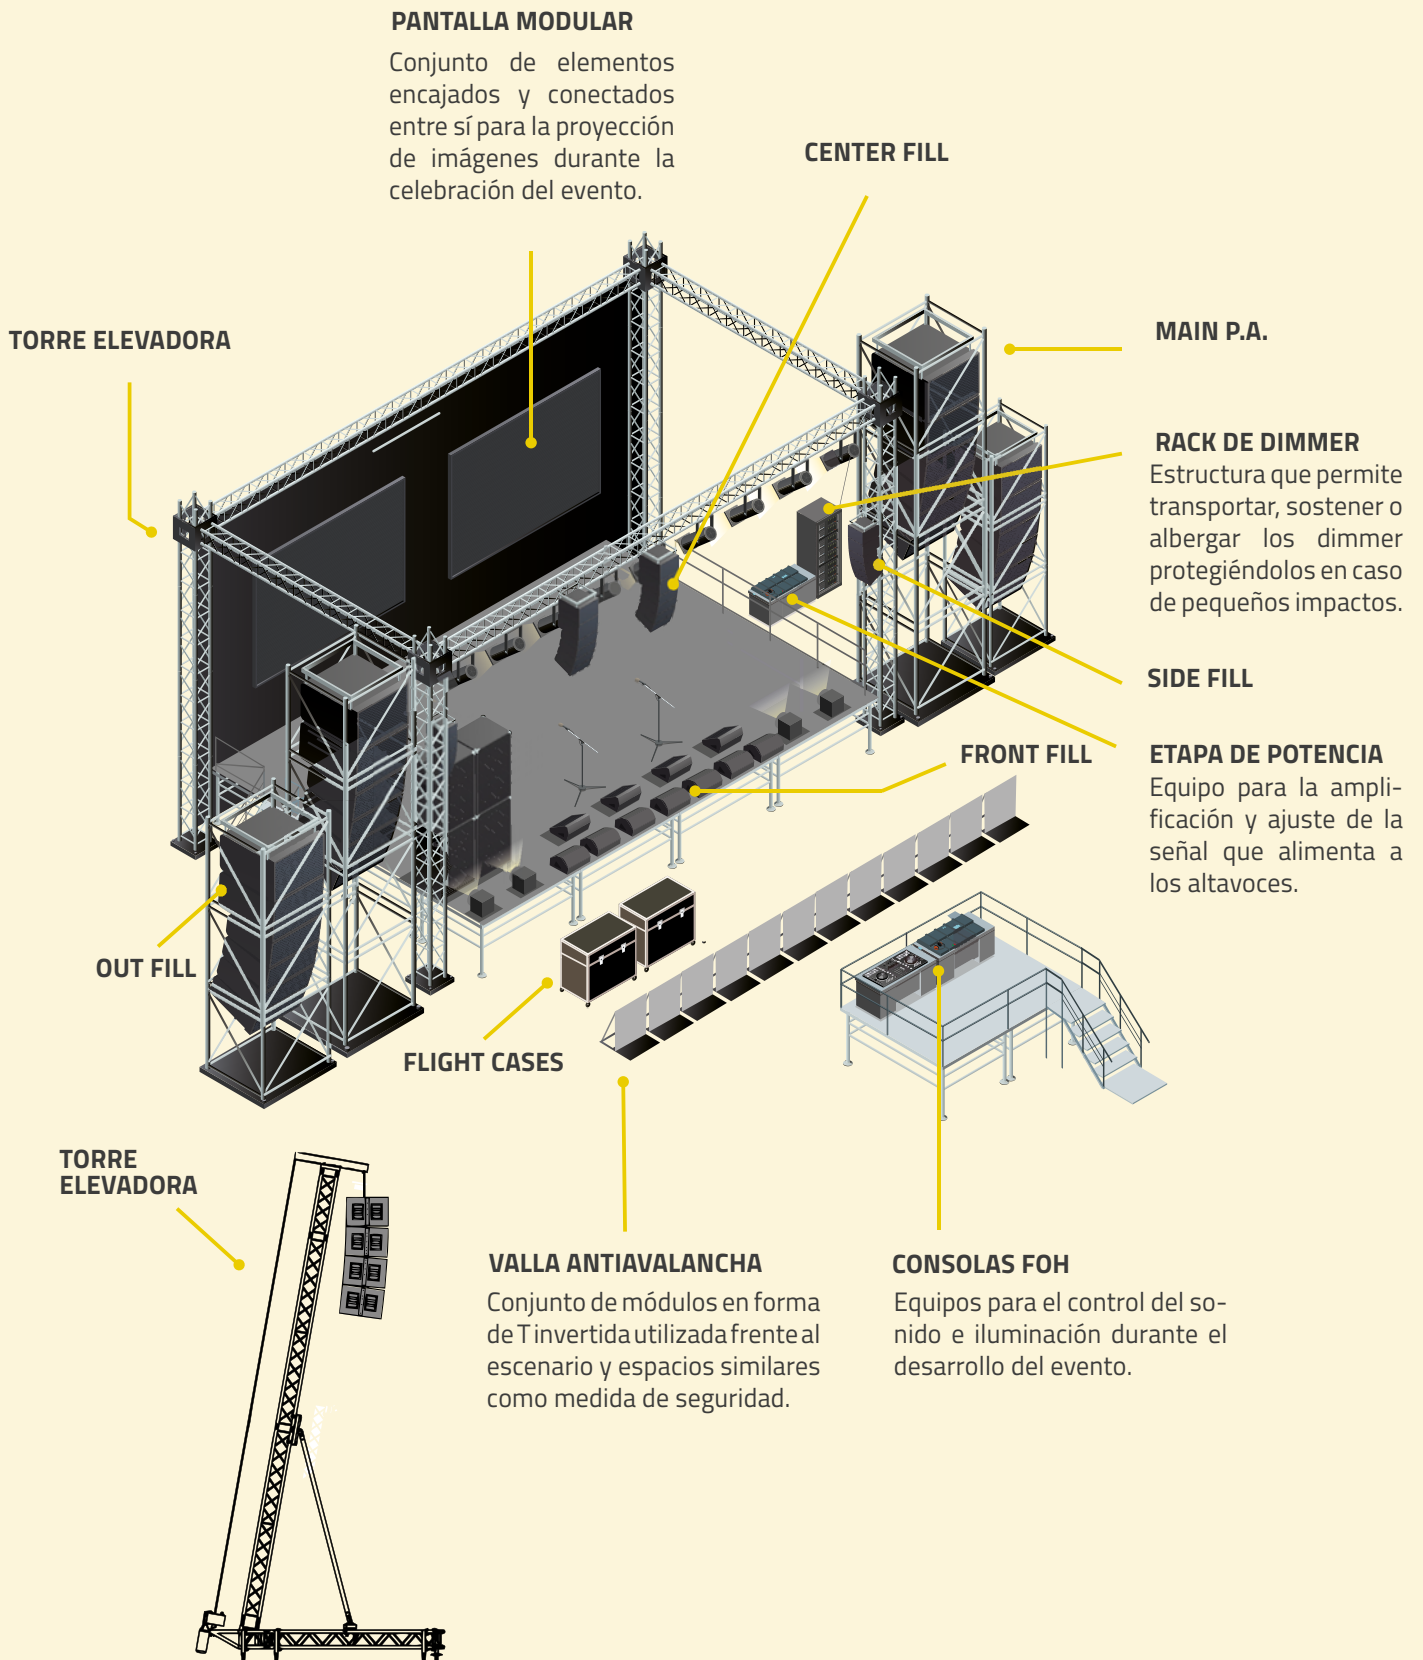 PANTALLA MODULAR
Conjunto de elementos
encajados y conectados
entre sí para la proyección
de imágenes durante la
celebración del evento.
CENTER FILL
TORRE ELEVADORA
MAIN P.A.
RACK DE DIMMER
Estructura que permite
transportar, sostener o
albergar los dimmer
protegiéndolos en caso
de pequeños impactos.
SIDE FILL
FRONT FILL
ETAPA DE POTENCIA
Equipo para la ampli-
ficación y ajuste de la
señal que alimenta a
los altavoces.
OUT FILL
FLIGHT CASES
TORRE
ELEVADORA
VALLA ANTIAVALANCHA
Conjunto de módulos en forma
de T invertida utilizada frente al
escenario y espacios similares
como medida de seguridad.
CONSOLAS FOH
Equipos para el control del so-
nido e iluminación durante el
desarrollo del evento.